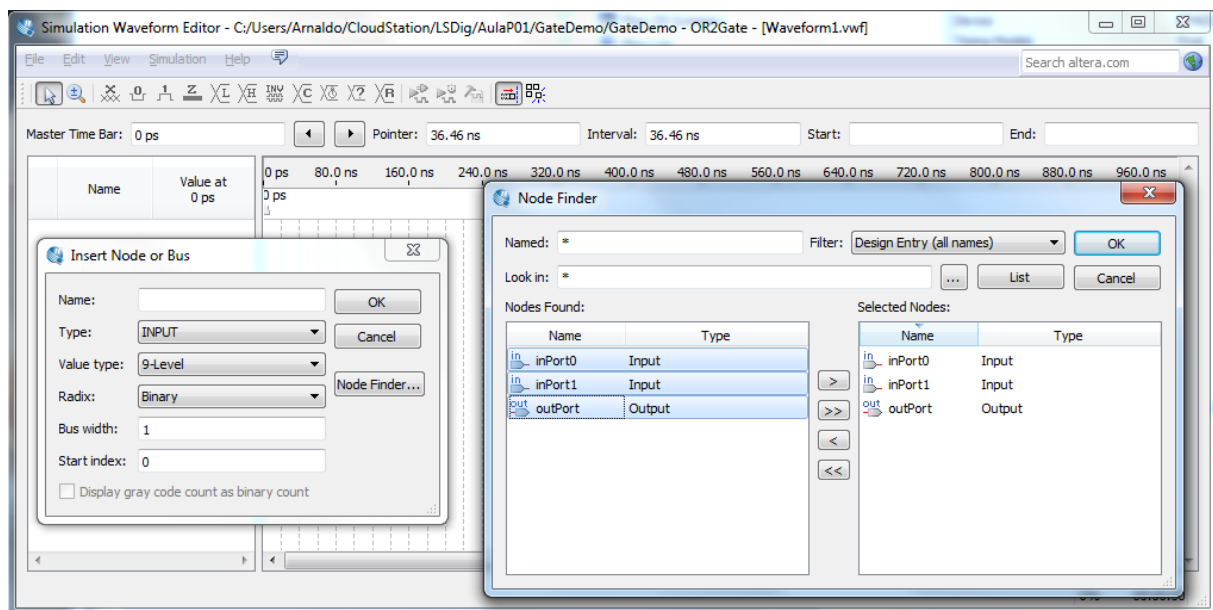 Simulation Waveform Editor - C:/Users/Arnaldo/CloudStation/LSDig/AulaP01/GateDemo/GateDemo - OR2Gate - [Waveform1.vwf]
File Edit View Simulation Help
Search altera.com
Master Time Bar: 0 ps
Pointer: 36.46 ns
Interval: 36.46 ns
Start:
End:
Name
Value at
0 ps
0 ps 80.0 ns 160.0 ns 240.0 ns 320.0 ns 400.0 ns 480.0 ns 560.0 ns 640.0 ns 720.0 ns 800.0 ns 880.0 ns 960.0 ns
0 ps
Insert Node or Bus
Name:
OK
Type: INPUT
Cancel
Value type: 9-Level
Node Finder...
Radix: Binary
Bus width: 1
Start index: 0
Display gray code count as binary count
Node Finder
Named: *
Filter: Design Entry (all names)
OK
Look in: *
...
List
Cancel
Nodes Found:
Name Type
in inPort0 Input
in inPort1 Input
out outPort Output
>
>>
<
<<
Selected Nodes:
Name Type
in inPort0 Input
in inPort1 Input
out outPort Output